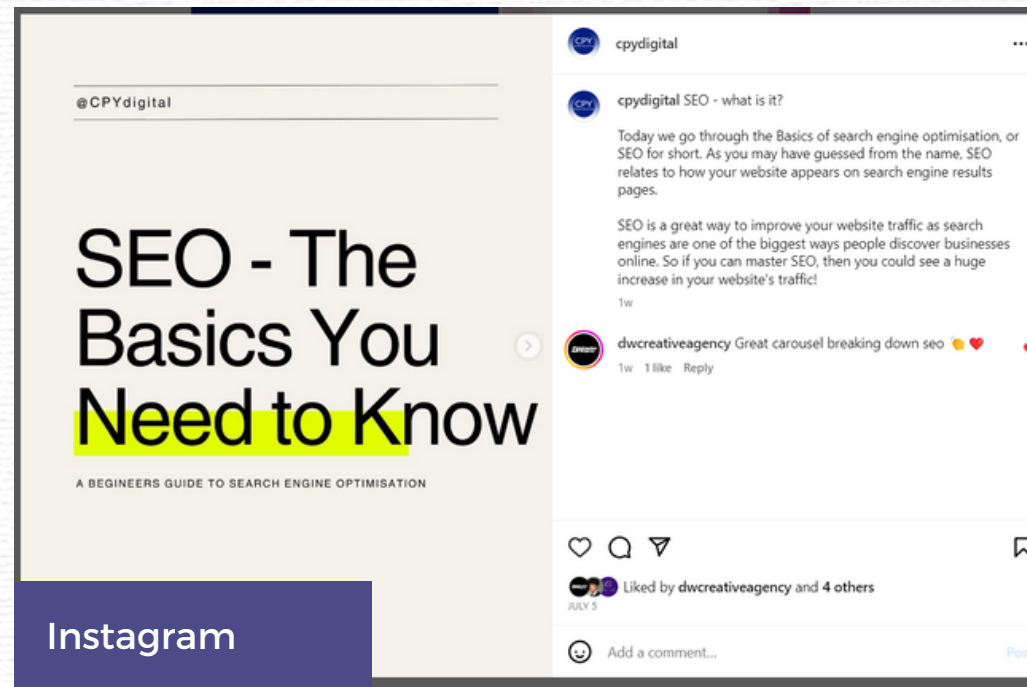 @CPYdigital
SEO - The
Basics You
Need to Know
A BEGINEERS GUIDE TO SEARCH ENGINE OPTIMISATION
Instagram
CPY
cpydigital
CPY
cpydigital SEO - what is it?
Today we go through the Basics of search engine optimisation, or
SEO for short. As you may have guessed from the name, SEO
relates to how your website appears on search engine results
pages.
SEO is a great way to improve your website traffic as search
engines are one of the biggest ways people discover businesses
online. So if you can master SEO, then you could see a huge
increase in your website's traffic!
1w
dwcreativeagency Great carousel breaking down seo 👏 ❤️
1w 1 like Reply
Liked by dwcreativeagency and 4 others
JULY 5
Add a comment...